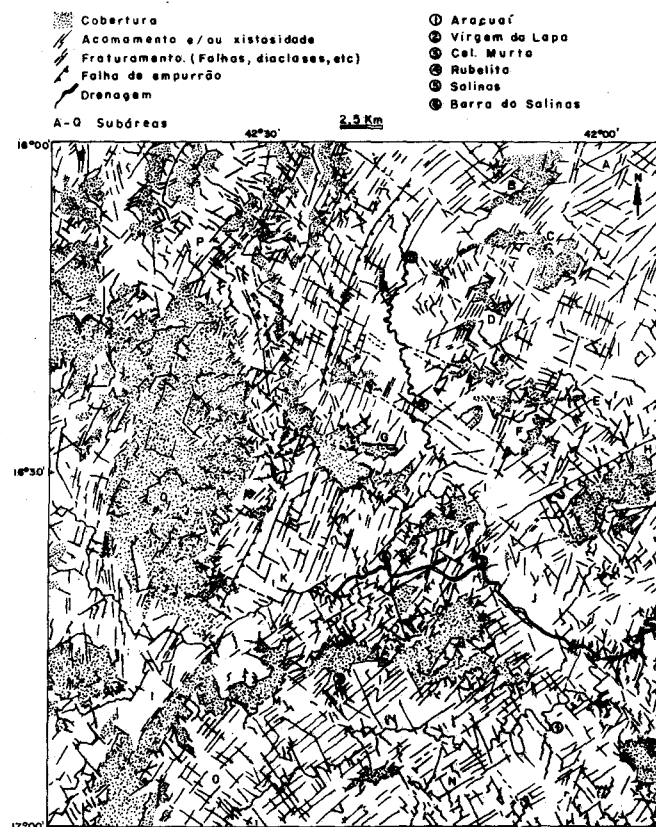 Cobertura
Acamamento e/ou xistosidade
Fraturamento. (Falhas, diaclases, etc)
Falha de empurrão
Drenagem
A-Q Subáreas
① Araçuaí
② Virgem da Lapa
③ Cel. Murta
④ Rubelita
⑤ Salinas
⑥ Barra do Salinas
2,5 Km
42°30'
42°00'
16°00'
A
N
B
P
C
D
E
F
G
H
16°30'
Q
J
K
I
O
N
17°00'